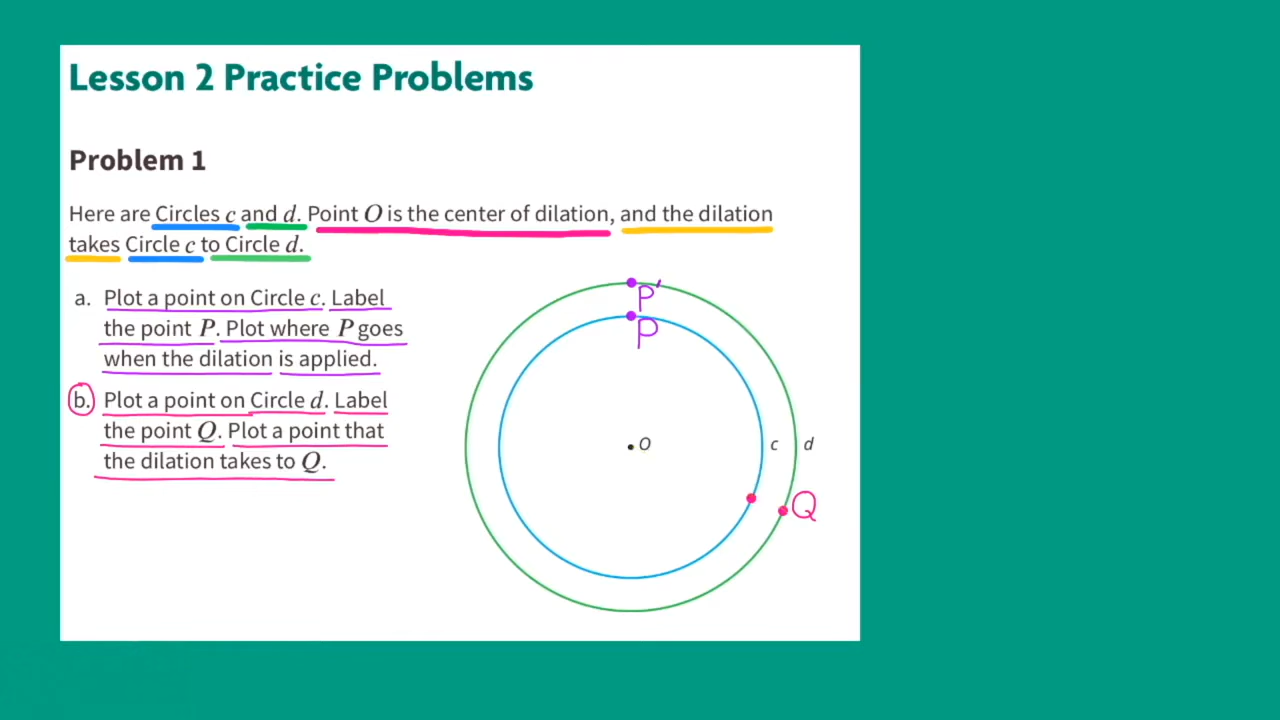 Lesson 2 Practice Problems
Problem 1
Here are Circles c and d. Point O is the center of dilation, and the dilation
takes Circle c to Circle d.
a. Plot a point on Circle c. Label
the point P. Plot where P goes
when the dilation is applied.
b. Plot a point on Circle d. Label
the point Q. Plot a point that
the dilation takes to Q.
P'
P
O
c d
Q